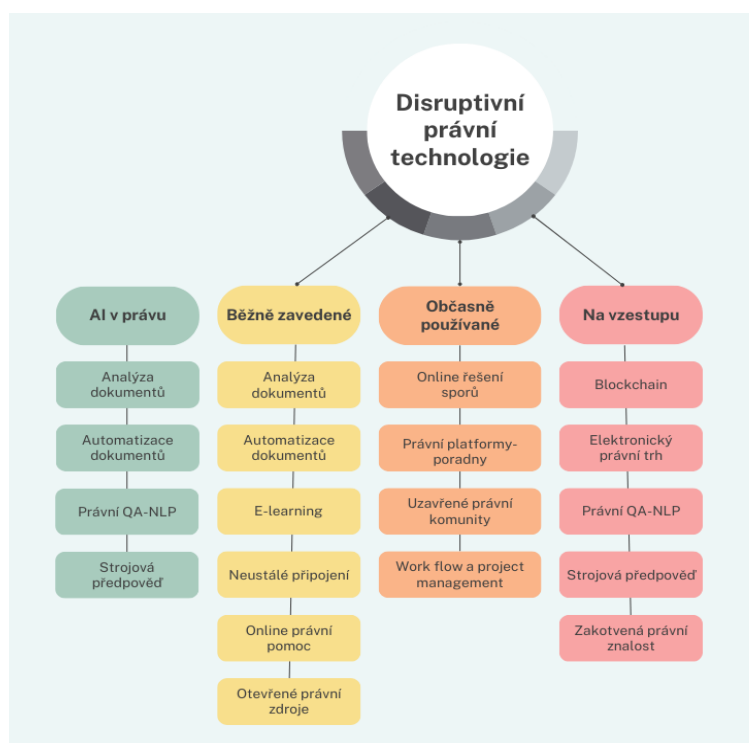 Disruptivní
právní
technologie
AI v právu
Analýza
dokumentů
Automatizace
dokumentů
Právní QA-NLP
Strojová
předpověď
Běžně zavedené
Analýza
dokumentů
Automatizace
dokumentů
E-learning
Neustálé připojení
Online právní
pomoc
Otevřené právní
zdroje
Občasně
používané
Online řešení
sporů
Právní platformy-
poradny
Uzavřené právní
komunity
Work flow a project
management
Na vzestupu
Blockchain
Elektronický
právní trh
Právní QA-NLP
Strojová předpověď
Zakotvená právní
znalost